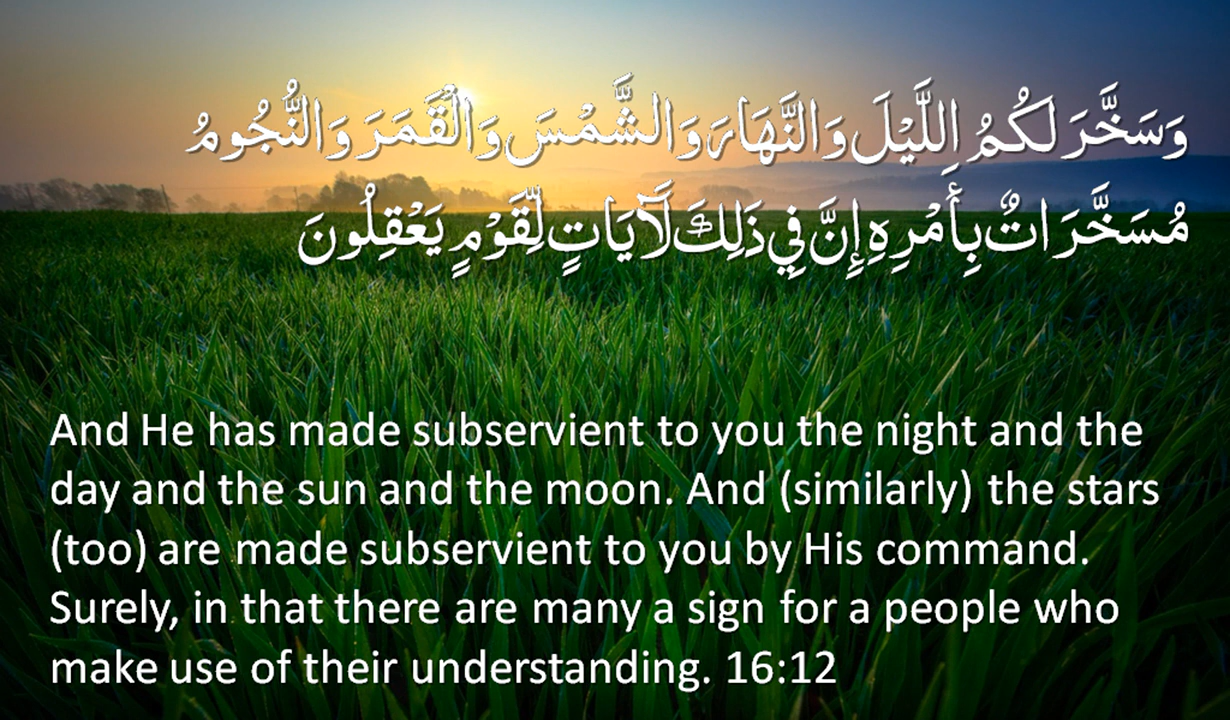 وَسَخَّرَ لَكُمُ اللَّيْلَ وَالنَّهَارَ وَالشَّمْسَ وَالْقَمَرَ وَالنُّجُومُ
مُسَخَّرَاتٌ بِأَمْرِهِ إِنَّ فِي ذَلِكَ لَآيَاتٍ لِّقَوْمٍ يَعْقِلُونَ
And He has made subservient to you the night and the
day and the sun and the moon. And (similarly) the stars
(too) are made subservient to you by His command.
Surely, in that there are many a sign for a people who
make use of their understanding. 16:12